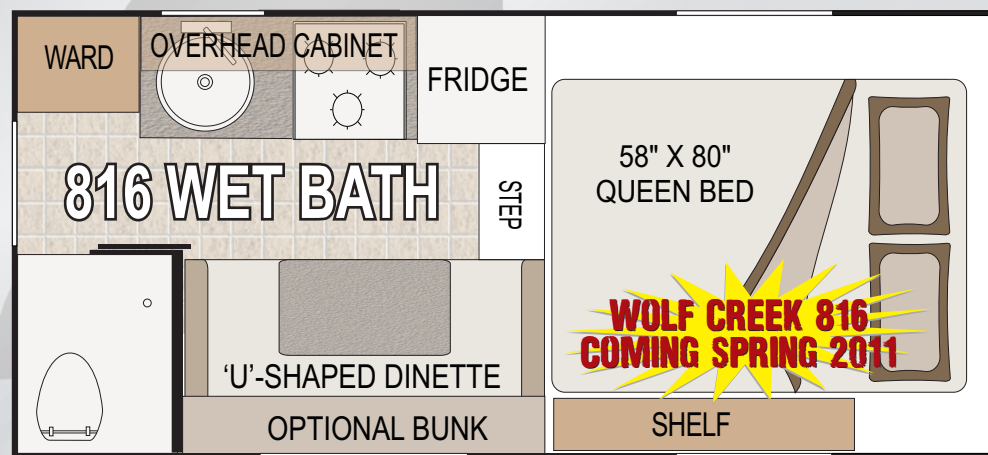 WARD
OVERHEAD CABINET
FRIDGE
58" X 80"
QUEEN BED
816 WET BATH
STEP
WOLF CREEK 816
COMING SPRING 2011
‘U’-SHAPED DINETTE
OPTIONAL BUNK
SHELF